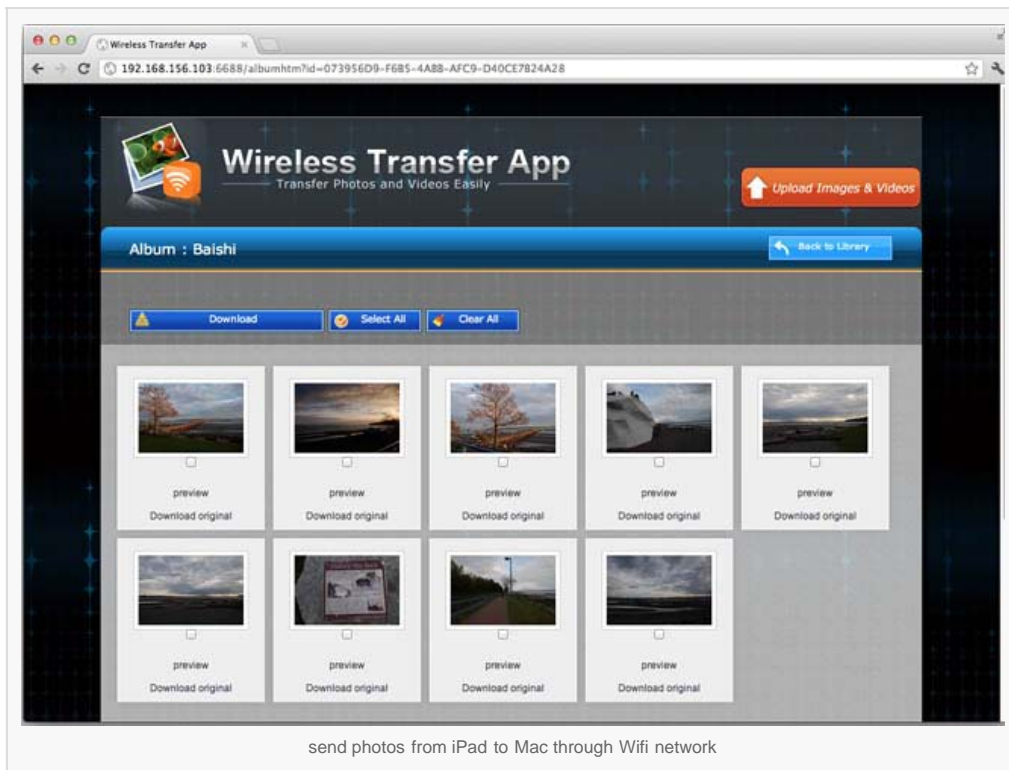 Wireless Transfer App
192.168.156.103:6688/albumhtm?id=073956D9-F6B5-4A88-AFC9-D40CE7B24A28
Wireless Transfer App
Transfer Photos and Videos Easily
Upload Images & Videos
Album : Baishi
Back to Library
Download
Select All
Clear All
preview
preview
preview
preview
preview
Download original
Download original
Download original
Download original
Download original
preview
preview
preview
preview
Download original
Download original
Download original
Download original
send photos from iPad to Mac through Wifi network